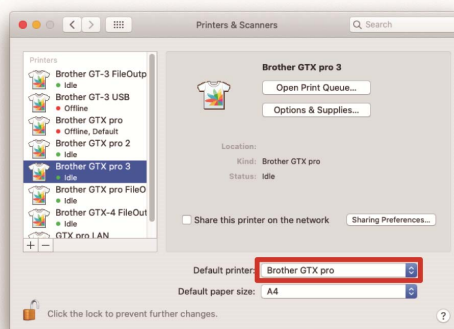 Printers & Scanners
Search
Printers
Brother GT-3 FileOutp
Idle
Brother GT-3 USB
Offline
Brother GTX pro
Offline, Default
Brother GTX pro 2
Idle
Brother GTX pro 3
Idle
Brother GTX pro FileO
Idle
Brother GTX-4 FileOut
Idle
GTX pro LAN
+ −
Brother GTX pro 3
Open Print Queue...
Options & Supplies...
Location:
Kind: Brother GTX pro
Status: Idle
Share this printer on the network
Sharing Preferences...
Default printer: Brother GTX pro
Default paper size: A4
Click the lock to prevent further changes.
?